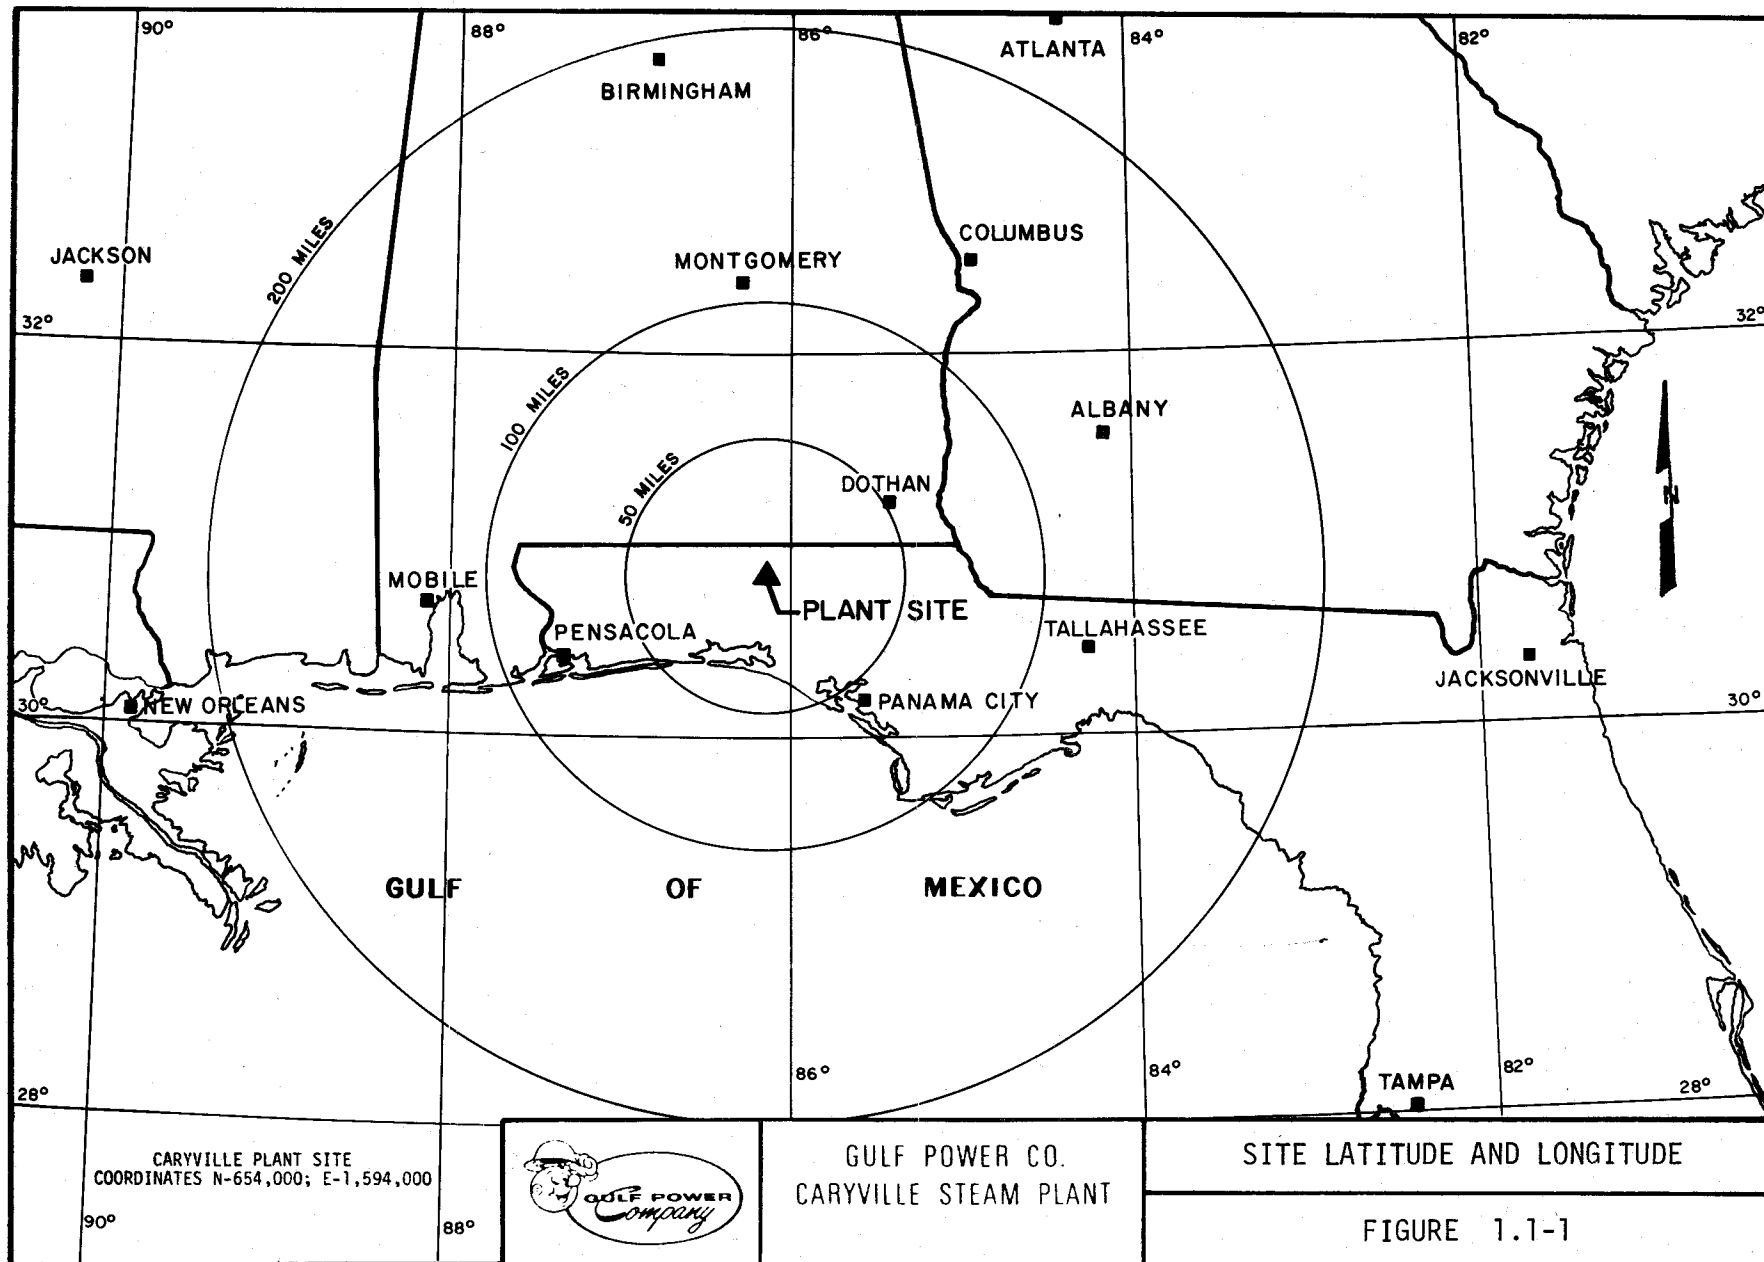 90°
88°
86°
84°
82°
ATLANTA
BIRMINGHAM
200 MILES
JACKSON
MONTGOMERY
COLUMBUS
32°
32°
100 MILES
ALBANY
50 MILES
DOTHAN
N
MOBILE
PLANT SITE
PENSACOLA
TALLAHASSEE
JACKSONVILLE
30°
NEW ORLEANS
PANAMA CITY
30°
GULF OF MEXICO
86°
84°
82°
28°
TAMPA
28°
CARYVILLE PLANT SITE
COORDINATES N-654,000; E-1,594,000
90°
88°
GULF POWER
Company
GULF POWER CO.
CARYVILLE STEAM PLANT
SITE LATITUDE AND LONGITUDE
FIGURE 1.1-1